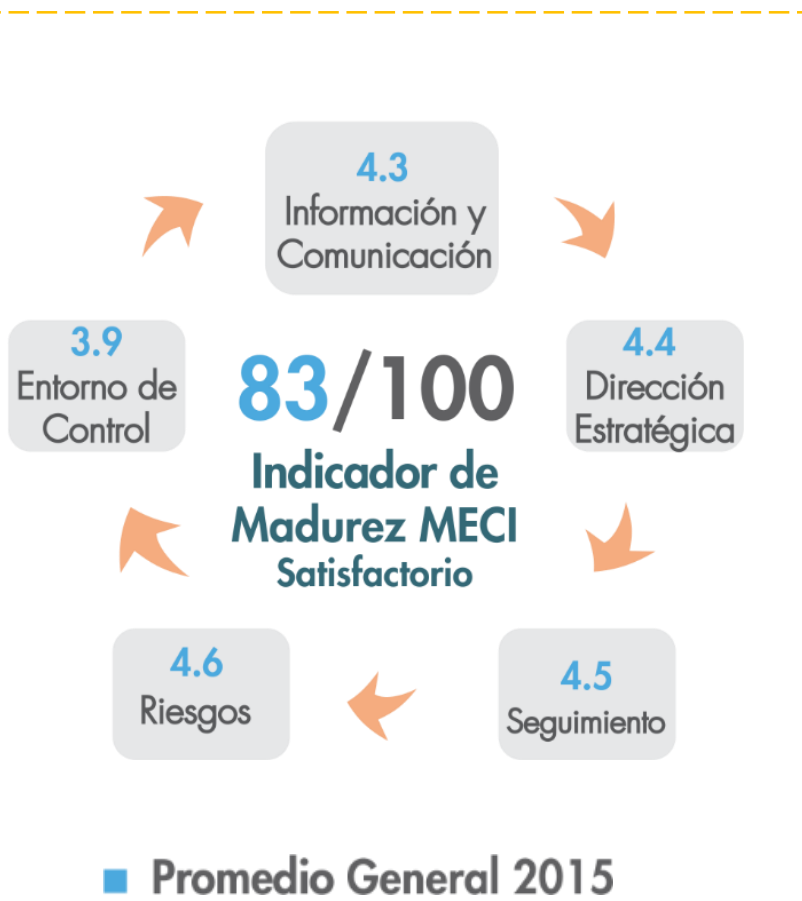 4.3
Información y
Comunicación
3.9
Entorno de
Control
83/100
Indicador de
Madurez MECI
Satisfactorio
4.4
Dirección
Estratégica
4.6
Riesgos
4.5
Seguimiento
Promedio General 2015